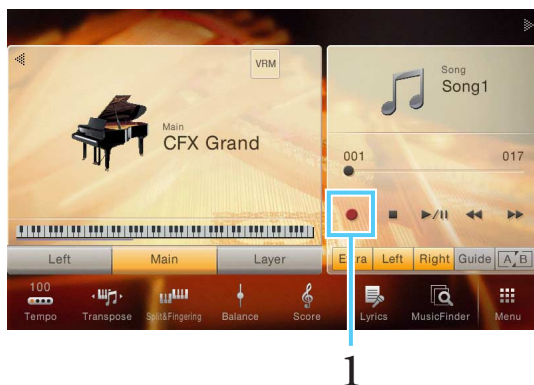 VRM
Main
CFX Grand
Song
Song1
001 017
Left Main Layer
Extra Left Right Guide A B
100
Tempo Transpose Split&Fingering Balance Score Lyrics MusicFinder Menu
1